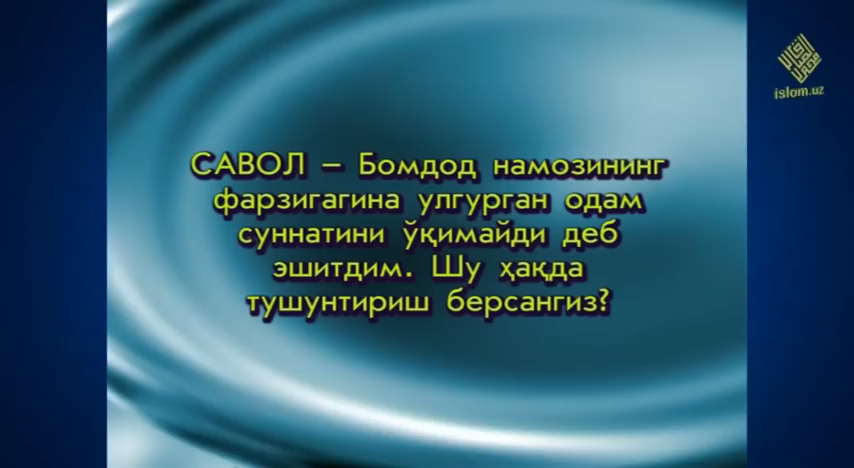 САВОЛ – Бомдод намозининг
фарзигагина улгурган одам
суннатини ўқимайди деб
эшитдим. Шу ҳақда
тушунтириш берсангиз?
islom.uz